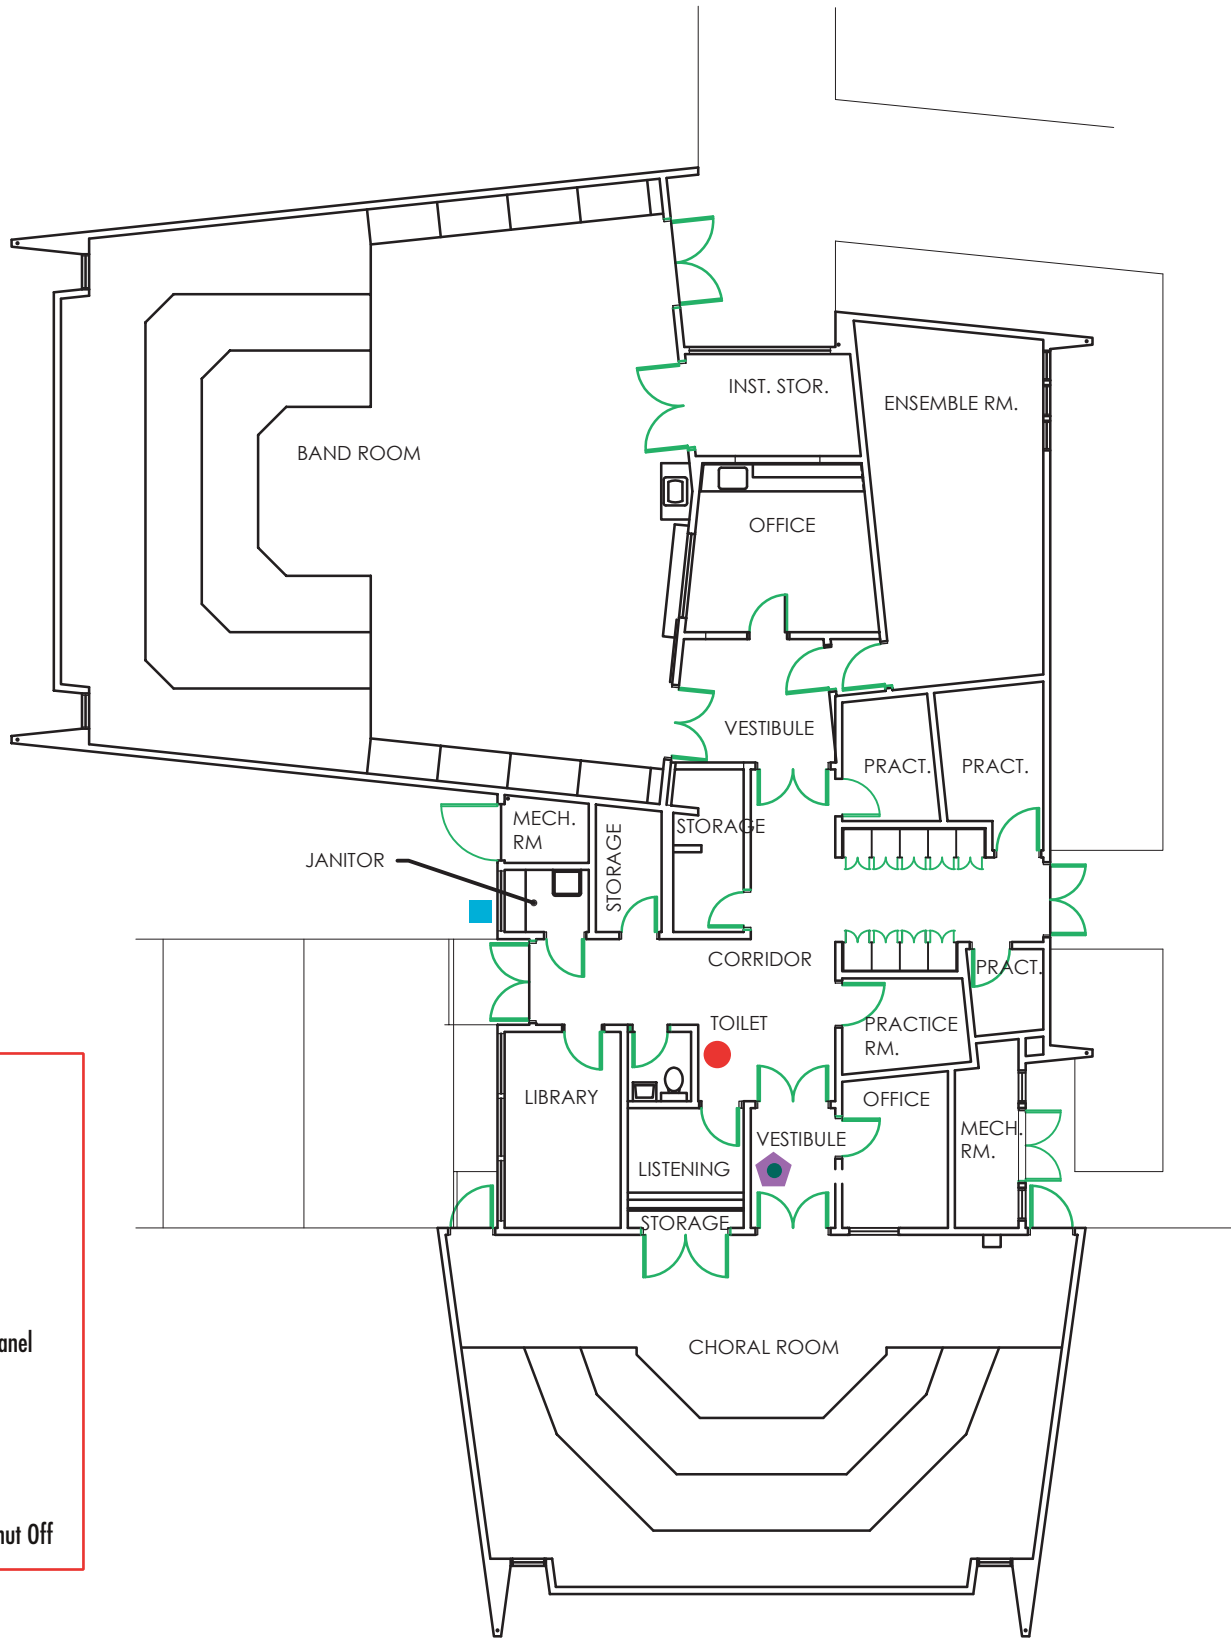 INST. STOR.
ENSEMBLE RM.
BAND ROOM
OFFICE
VESTIBULE
PRACT.
PRACT.
MECH.
RM
STORAGE
STORAGE
JANITOR
CORRIDOR
PRACT.
TOILET
PRACTICE
RM.
LIBRARY
OFFICE
MECH.
RM.
VESTIBULE
LISTENING
STORAGE
CHORAL ROOM
anel
Off